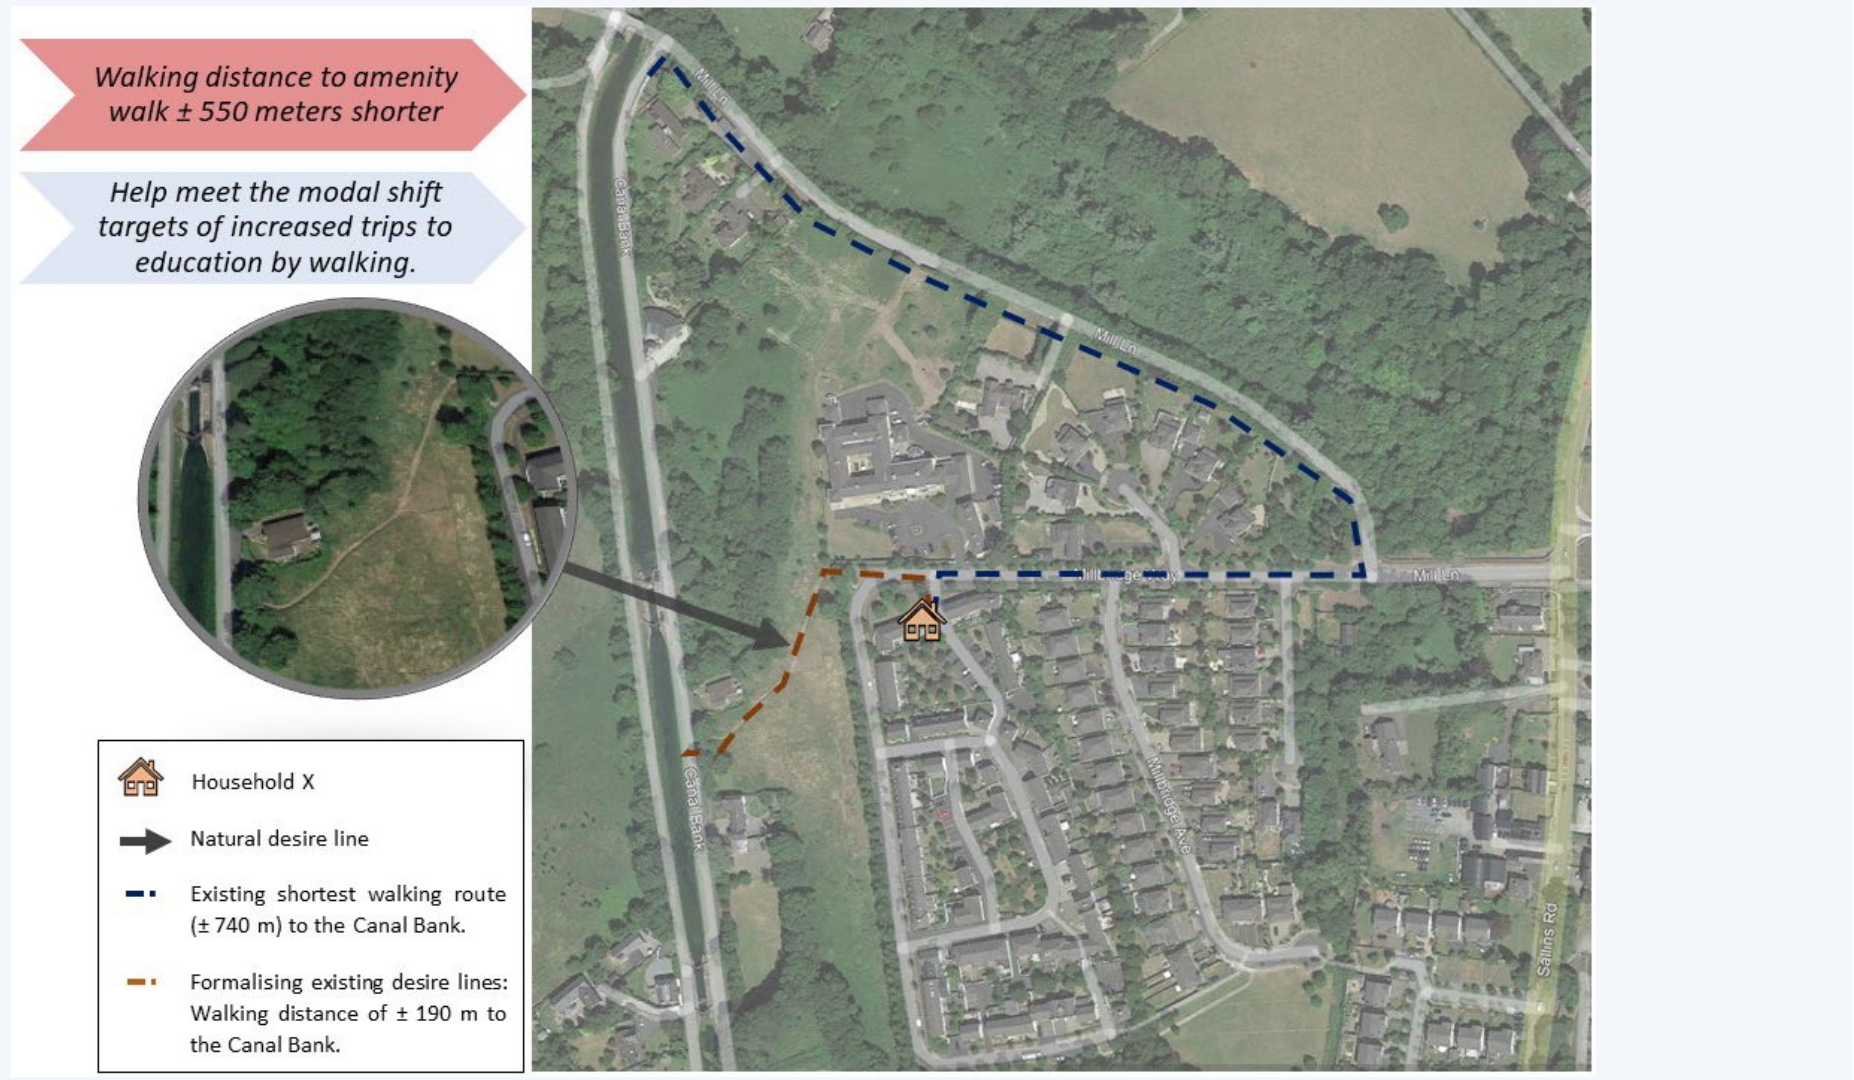 Walking distance to amenity
walk ± 550 meters shorter
Help meet the modal shift
targets of increased trips to
education by walking.
Household X
Natural desire line
Existing shortest walking route
(± 740 m) to the Canal Bank.
Formalising existing desire lines:
Walking distance of ± 190 m to
the Canal Bank.
Mill Ln
Canal Bank
Mill Ln
Millbridge Way
Mill Ln
Canal Bank
Millbridge Ave
Sallins Rd